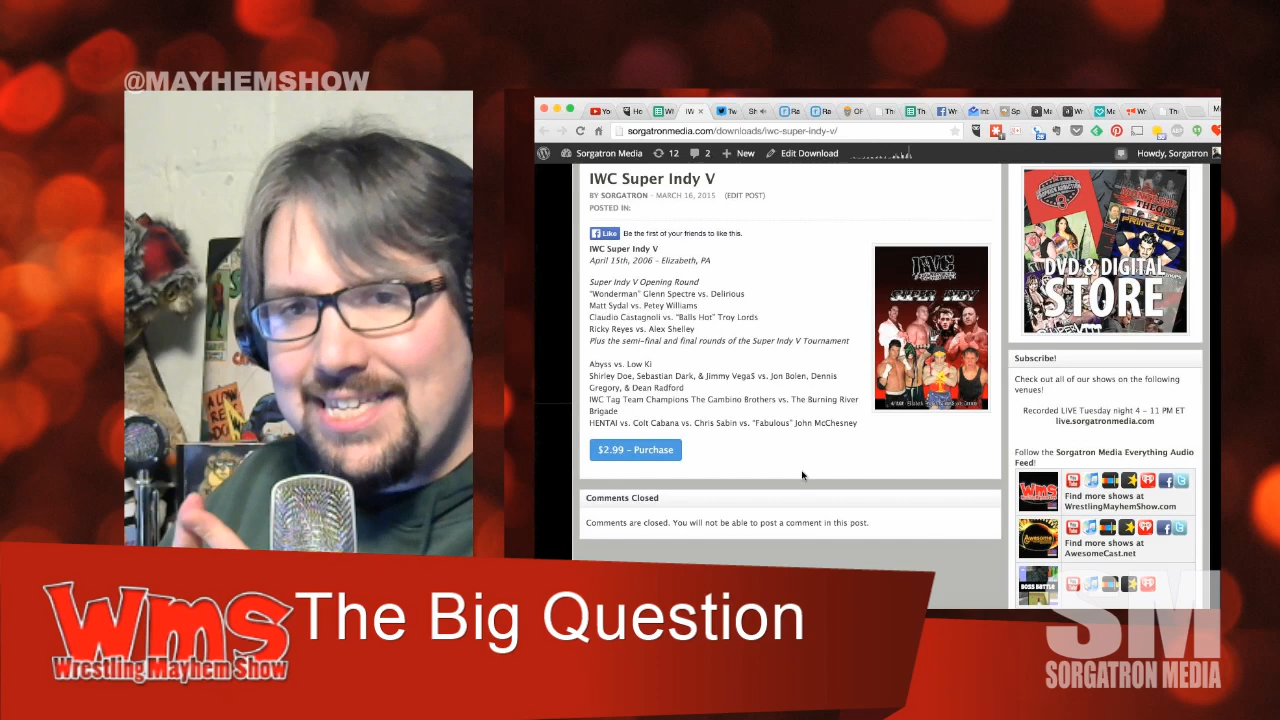 @MAYHEMSHOW
sorgatronmedia.com/downloads/iwc-super-indy-v/
Sorgatron Media 12 2 + New Edit Download Howdy, Sorgatron
IWC Super Indy V
BY SORGATRON - MARCH 16, 2015 (EDIT POST)
POSTED IN:
Like Be the first of your friends to like this.
IWC Super Indy V
April 15th, 2006 – Elizabeth, PA
Super Indy V Opening Round
"Wonderman" Glenn Spectre vs. Delirious
Matt Sydal vs. Petey Williams
Claudio Castagnoli vs. "Balls Hot" Troy Lords
Ricky Reyes vs. Alex Shelley
Plus the semi-final and final rounds of the Super Indy V Tournament
Abyss vs. Low Ki
Shirley Doe, Sebastian Dark, & Jimmy Vega$ vs. Jon Bolen, Dennis
Gregory, & Dean Radford
IWC Tag Team Champions The Gambino Brothers vs. The Burning River
Brigade
HENTAI vs. Colt Cabana vs. Chris Sabin vs. "Fabulous" John McChesney
$2.99 – Purchase
Comments Closed
Comments are closed. You will not be able to post a comment in this post.
IWC
SUPER INDY
PRIME CUTS
DVD & DIGITAL
STORE
Subscribe!
Check out all of our shows on the following
venues!
Recorded LIVE Tuesday night 4 – 11 PM ET
live.sorgatronmedia.com
Follow the Sorgatron Media Everything Audio
Feed!
Wms
Find more shows at
WrestlingMayhemShow.com
Awesome
Find more shows at
AwesomeCast.net
BOSS BATTLE
Wms
Wrestling Mayhem Show
The Big Question
SM
SORGATRON MEDIA